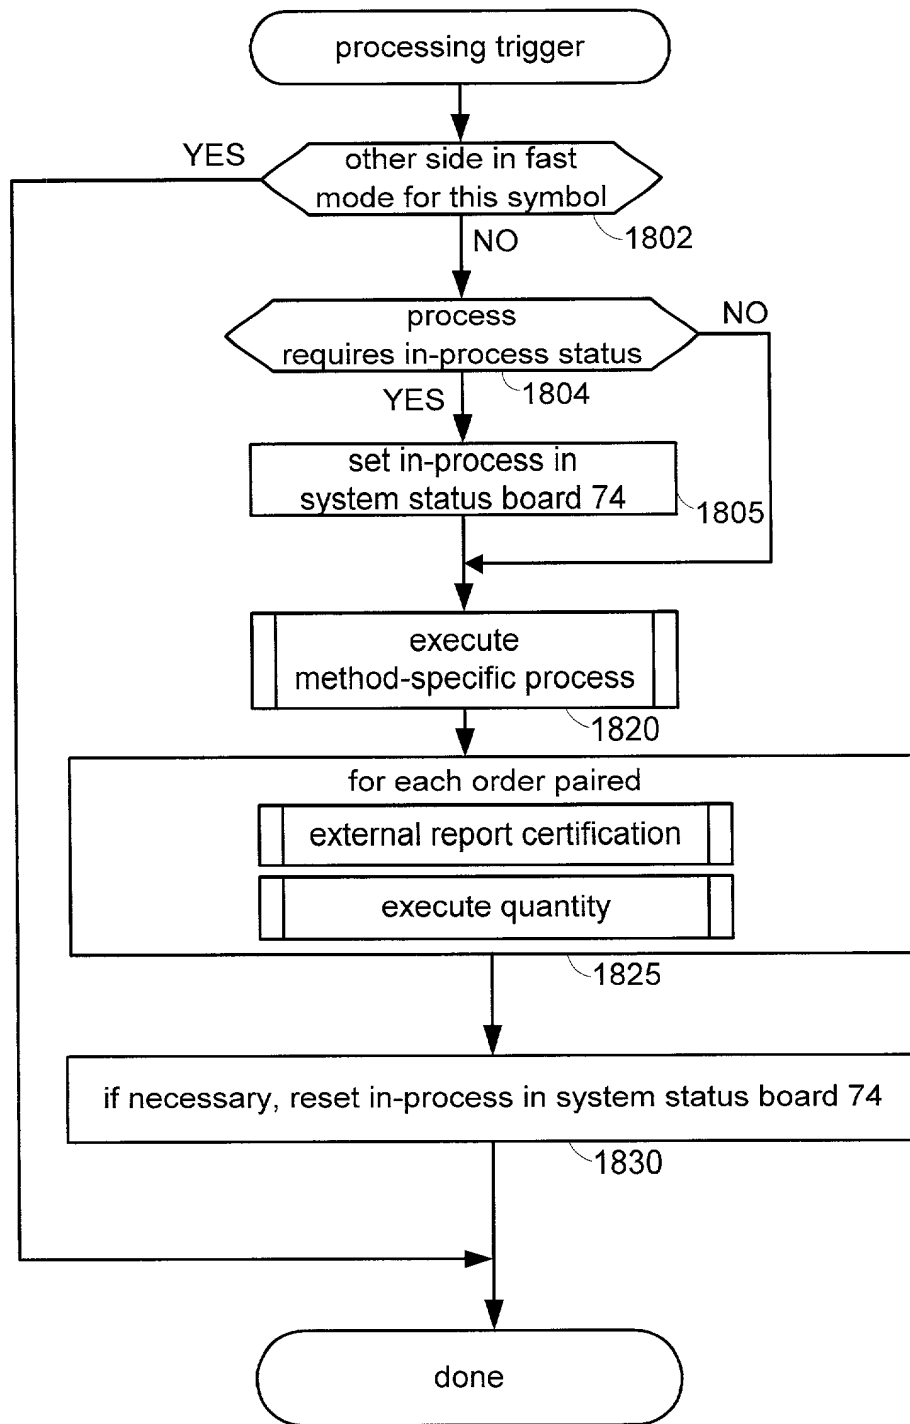 processing trigger
YES
other side in fast
mode for this symbol
1802
NO
process
requires in-process status
NO
1804
YES
set in-process in
system status board 74
1805
execute
method-specific process
1820
for each order paired
external report certification
execute quantity
1825
if necessary, reset in-process in system status board 74
1830
done